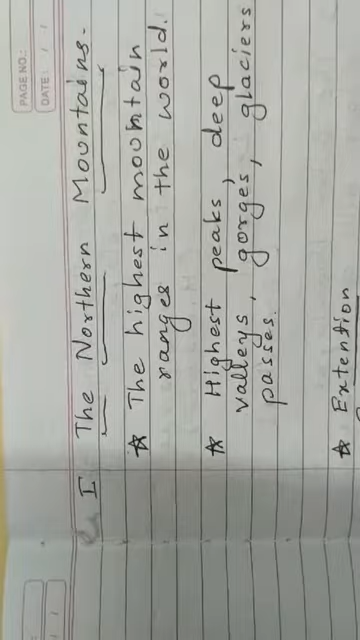 PAGE NO.:
DATE: / /
I The Northern Mountains.
☆ The highest mountain
ranges in the world.
☆ Highest peaks, deep
valleys, gorges, glaciers
passes.
☆ Extention